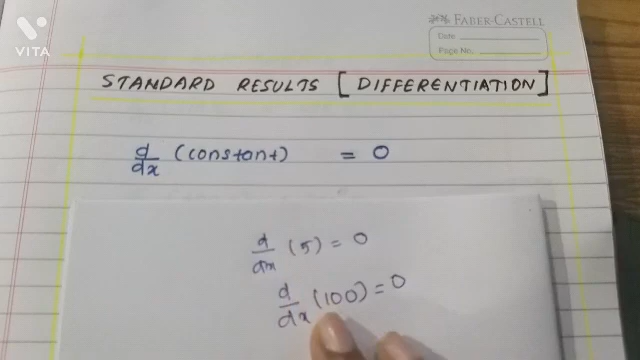 FABER-CASTELL
Date
Page No.
VITA
STANDARD RESULTS [DIFFERENTIATION]
d/dx (constant) = 0
d/dx (5) = 0
d/dx (100) = 0